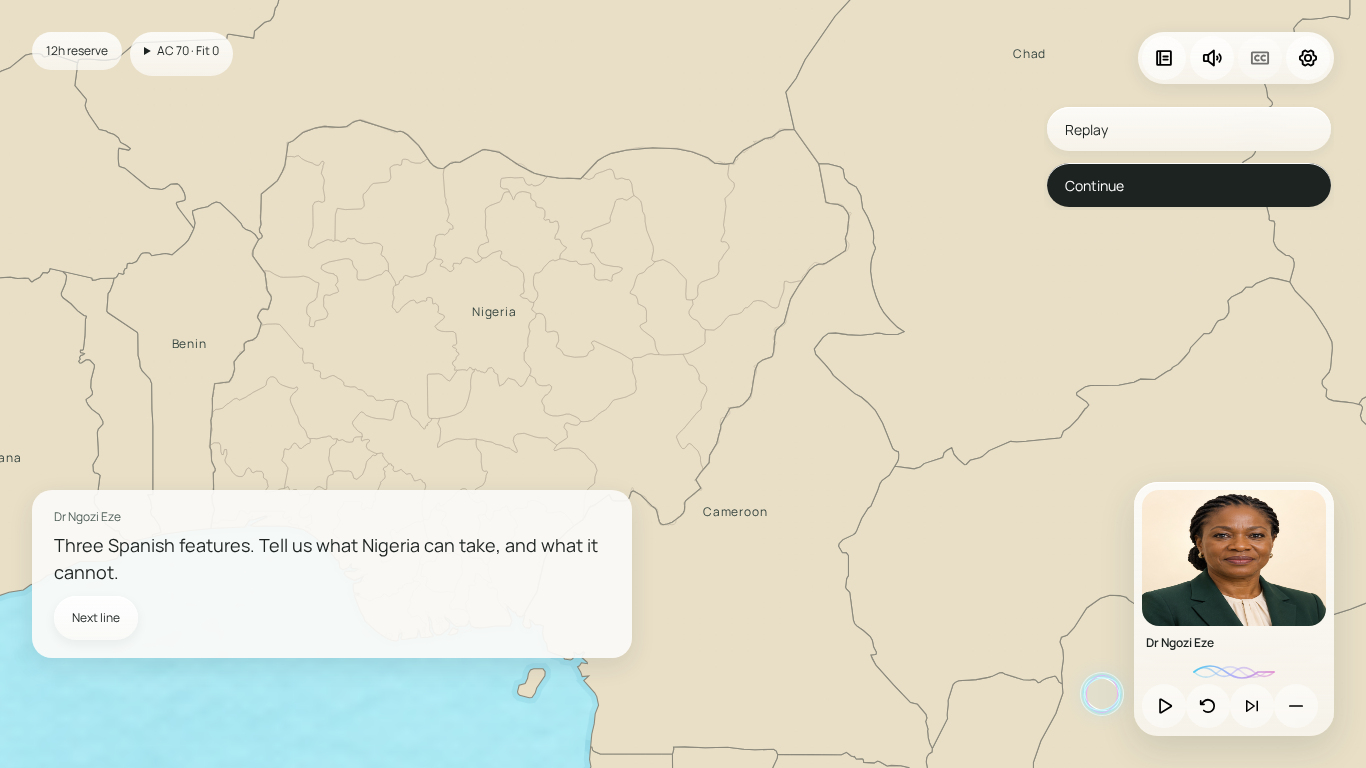 12h reserve
AC 70 · Fit 0
Chad
CC
Replay
Continue
Nigeria
Benin
ana
Cameroon
Dr Ngozi Eze
Three Spanish features. Tell us what Nigeria can take, and what it
cannot.
Next line
Dr Ngozi Eze